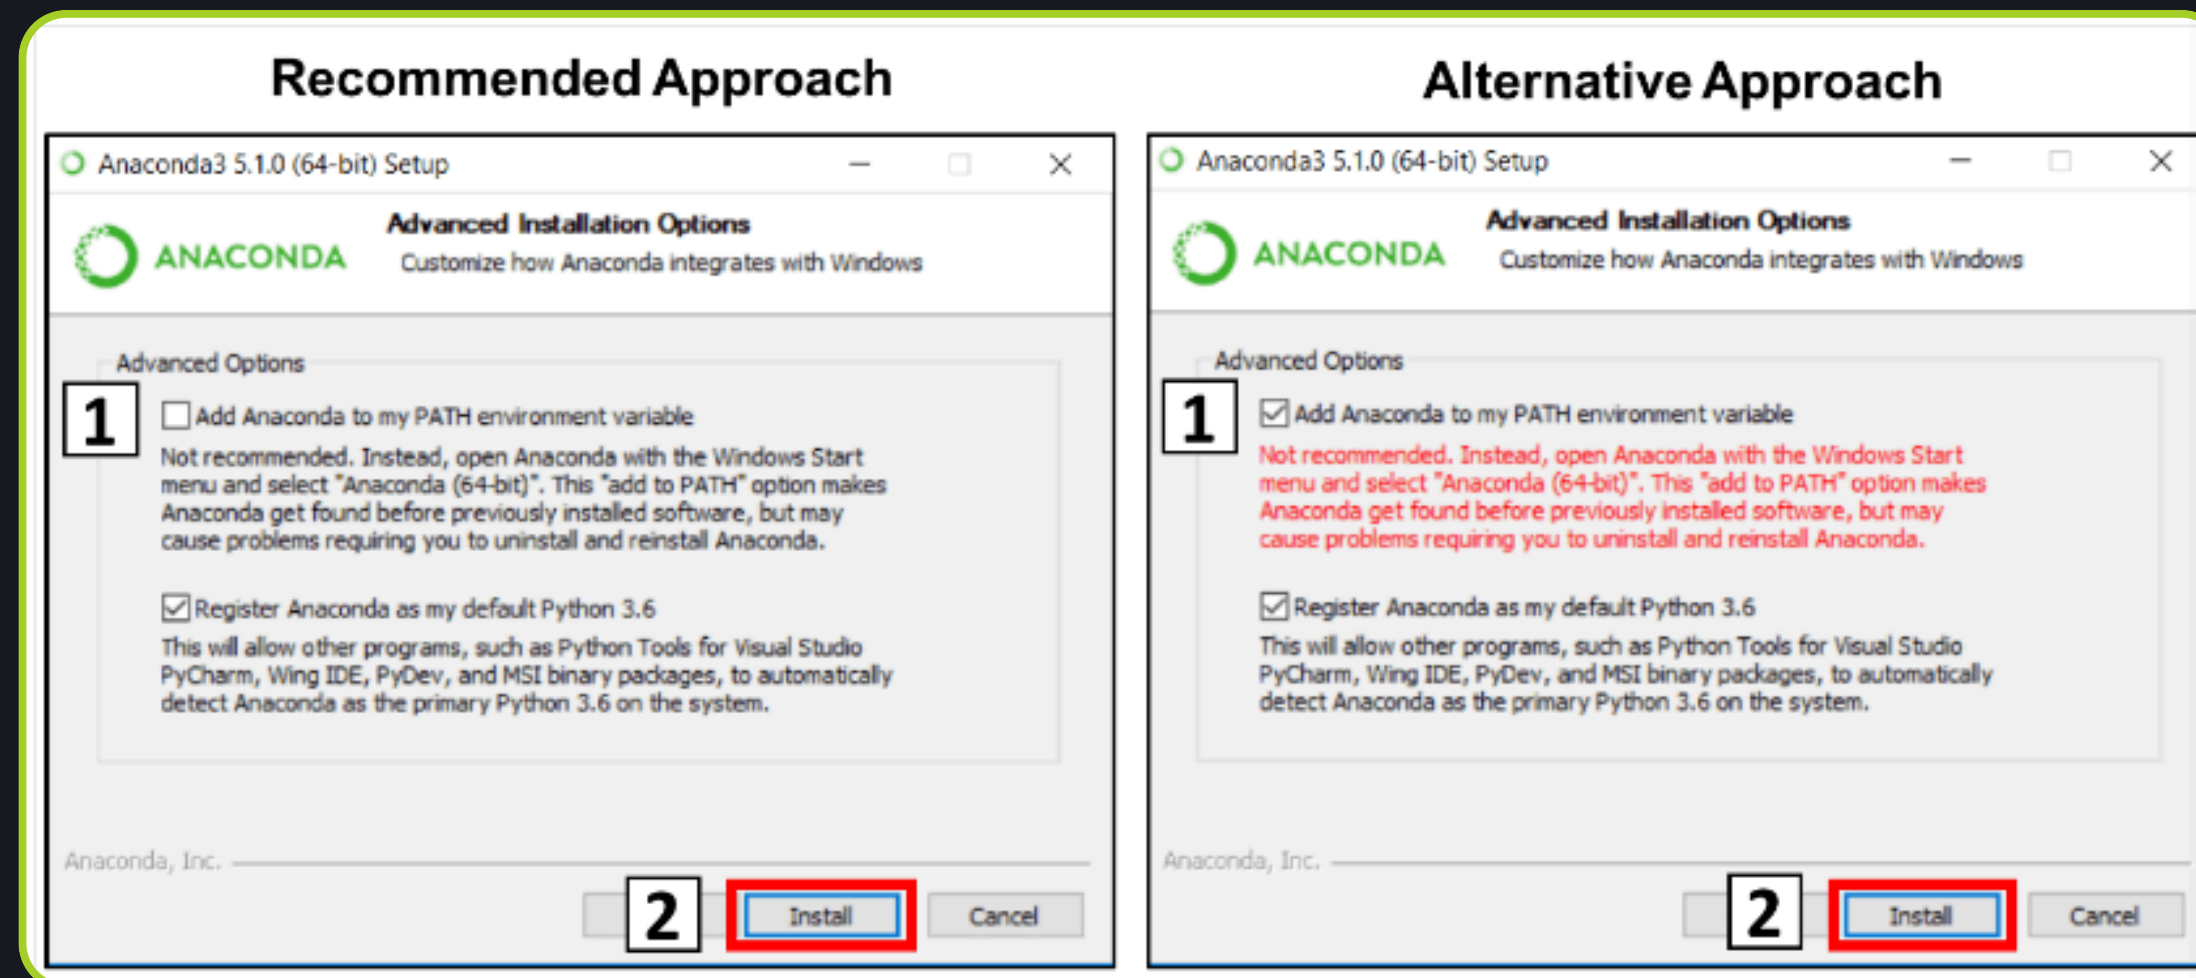 Recommended Approach
Anaconda3 5.1.0 (64-bit) Setup
ANACONDA
Advanced Installation Options
Customize how Anaconda integrates with Windows
Advanced Options
1
Add Anaconda to my PATH environment variable
Not recommended. Instead, open Anaconda with the Windows Start
menu and select "Anaconda (64-bit)". This "add to PATH" option makes
Anaconda get found before previously installed software, but may
cause problems requiring you to uninstall and reinstall Anaconda.
Register Anaconda as my default Python 3.6
This will allow other programs, such as Python Tools for Visual Studio
PyCharm, Wing IDE, PyDev, and MSI binary packages, to automatically
detect Anaconda as the primary Python 3.6 on the system.
Anaconda, Inc.
2
Install
Cancel
Alternative Approach
Anaconda3 5.1.0 (64-bit) Setup
ANACONDA
Advanced Installation Options
Customize how Anaconda integrates with Windows
Advanced Options
1
Add Anaconda to my PATH environment variable
Not recommended. Instead, open Anaconda with the Windows Start
menu and select "Anaconda (64-bit)". This "add to PATH" option makes
Anaconda get found before previously installed software, but may
cause problems requiring you to uninstall and reinstall Anaconda.
Register Anaconda as my default Python 3.6
This will allow other programs, such as Python Tools for Visual Studio
PyCharm, Wing IDE, PyDev, and MSI binary packages, to automatically
detect Anaconda as the primary Python 3.6 on the system.
Anaconda, Inc.
2
Install
Cancel